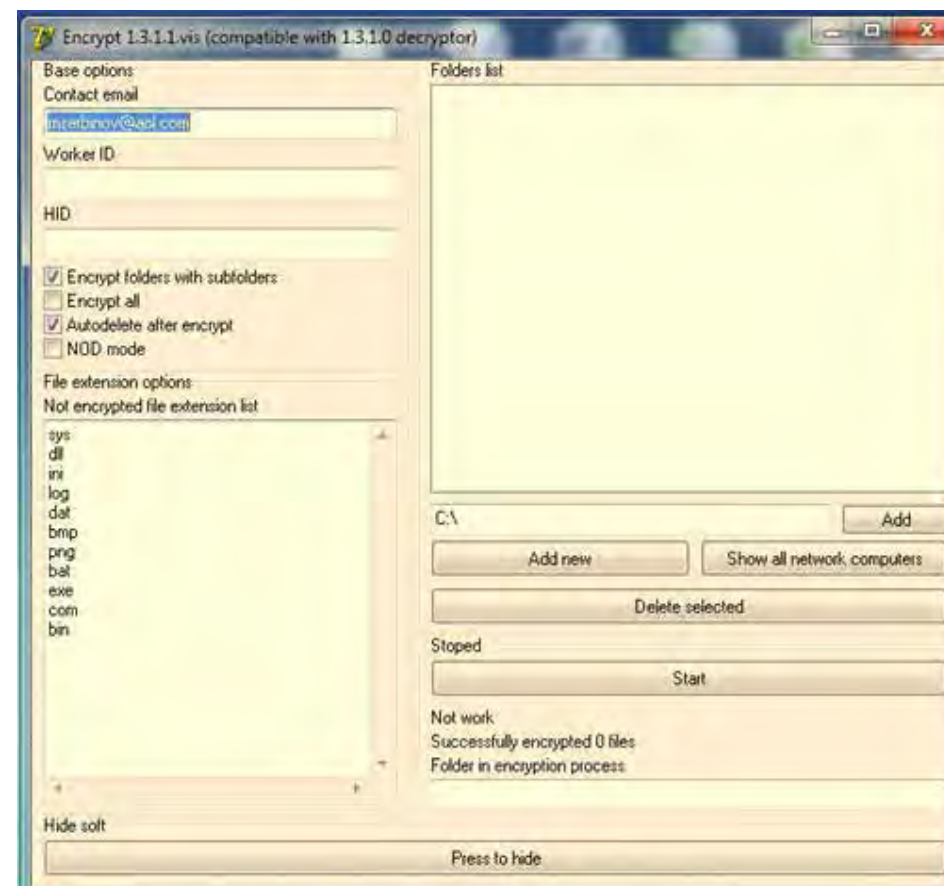 Encrypt 1.3.1.1.vis (compatible with 1.3.1.0 decryptor)
Base options
Contact email
Worker ID
HID
Encrypt folders with subfolders
Encrypt all
Autodelete after encrypt
NOD mode
File extension options
Not encrypted file extension list
sys
dll
ini
log
dat
bmp
png
bat
exe
com
bin
Folders list
C:\
Add
Add new
Show all network computers
Delete selected
Stoped
Start
Not work
Successfully encrypted 0 files
Folder in encryption process
Hide soft
Press to hide